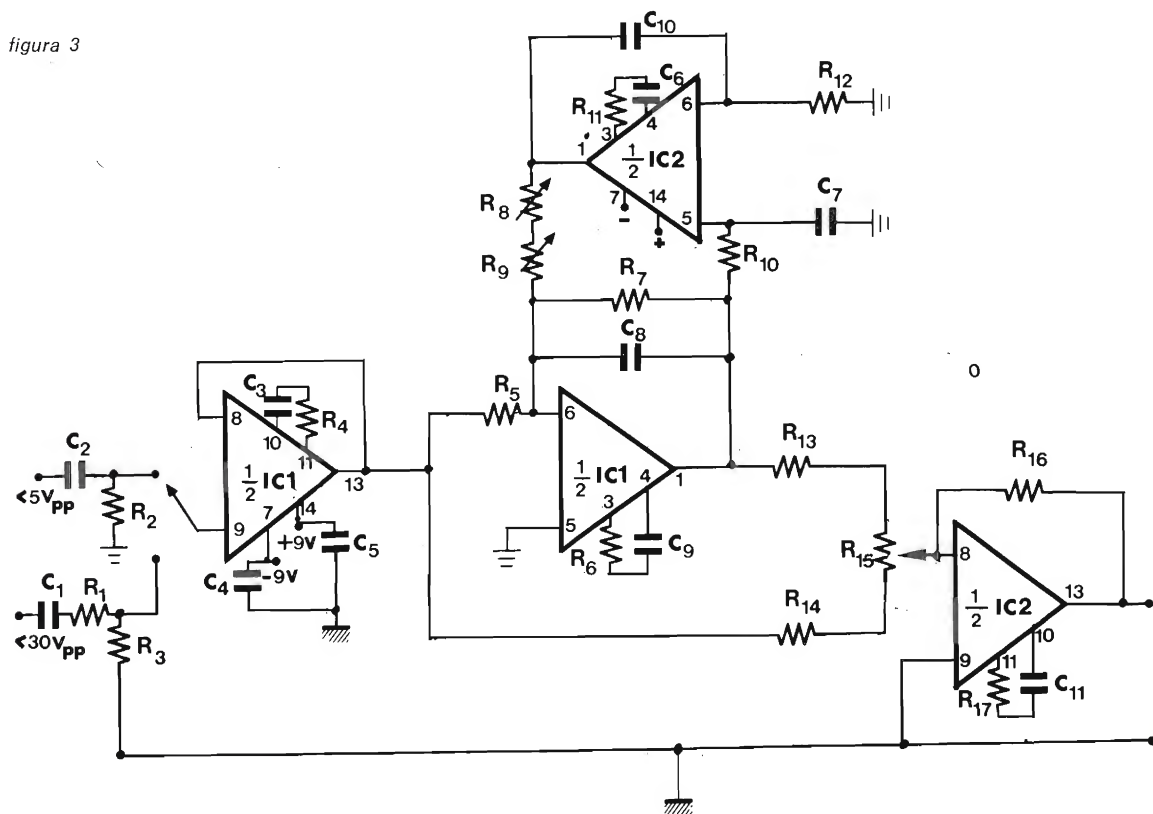 figura 3
C10
C6
R12
R11
6
4
3
1
1/2 IC2
7
14
5
-
+
C7
R8
R9
R10
R7
C8
R5
6
1/2 IC1
4
1
3
5
R6
C9
0
C3
R4
8
10
11
1/2 IC1
13
9
7
14
+9V
-9V
C4
C5
C2
<5Vpp
R2
C1
R1
<30Vpp
R3
R13
R15
R14
R16
8
1/2 IC2
13
10
9
11
R17
C11